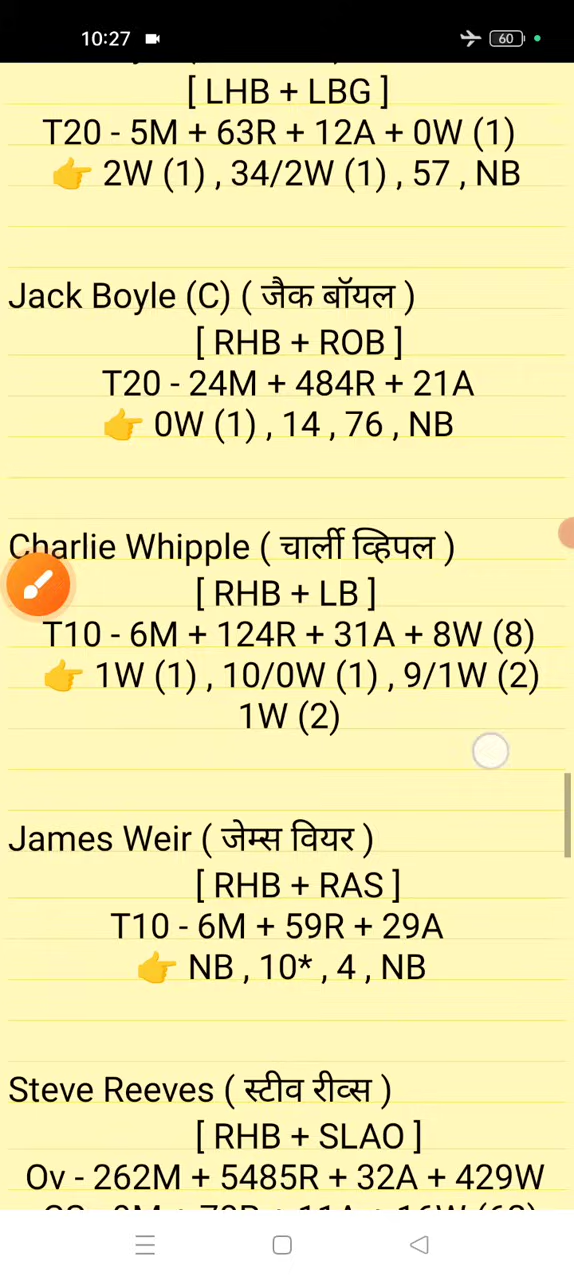 10:27
60
[ LHB + LBG ]
T20 - 5M + 63R + 12A + 0W (1)
👉 2W (1) , 34/2W (1) , 57 , NB
Jack Boyle (C) ( जैक बॉयल )
[ RHB + ROB ]
T20 - 24M + 484R + 21A
👉 0W (1) , 14 , 76 , NB
Charlie Whipple ( चार्ली व्हिपल )
[ RHB + LB ]
T10 - 6M + 124R + 31A + 8W (8)
👉 1W (1) , 10/0W (1) , 9/1W (2)
1W (2)
James Weir ( जेम्स वियर )
[ RHB + RAS ]
T10 - 6M + 59R + 29A
👉 NB , 10* , 4 , NB
Steve Reeves ( स्टीव रीव्स )
[ RHB + SLAO ]
Ov - 262M + 5485R + 32A + 429W